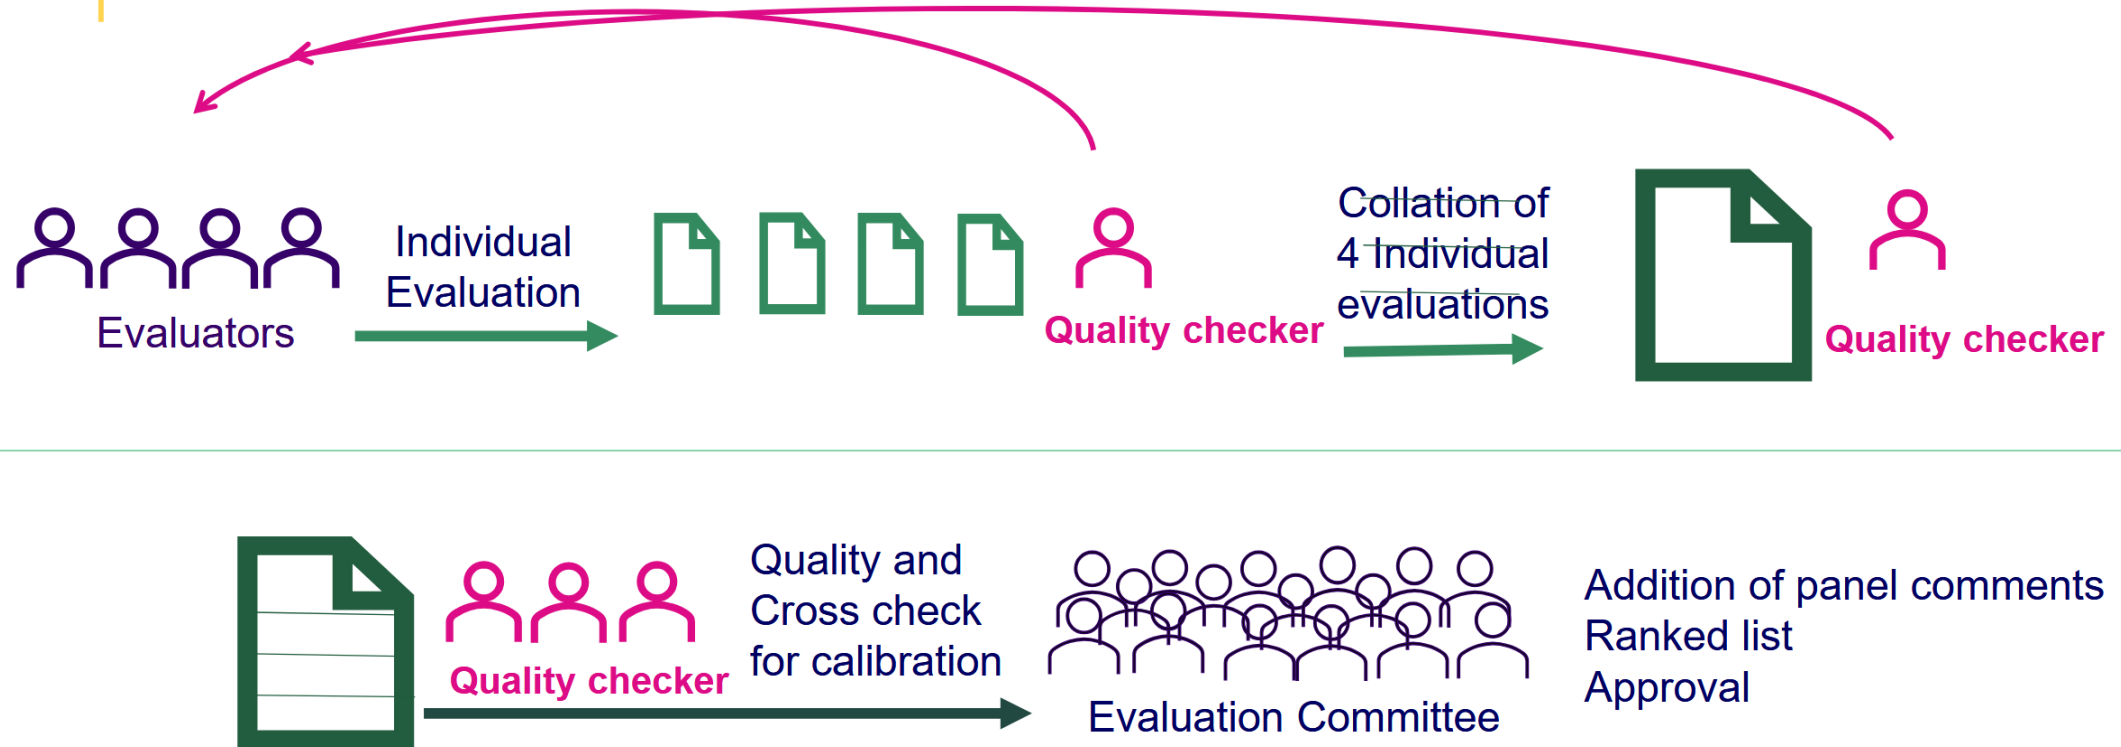 Individual
Evaluation
Evaluators
Quality checker
Collation of
4 Individual
evaluations
Quality checker
Quality checker
Quality and
Cross check
for calibration
Evaluation Committee
Addition of panel comments
Ranked list
Approval